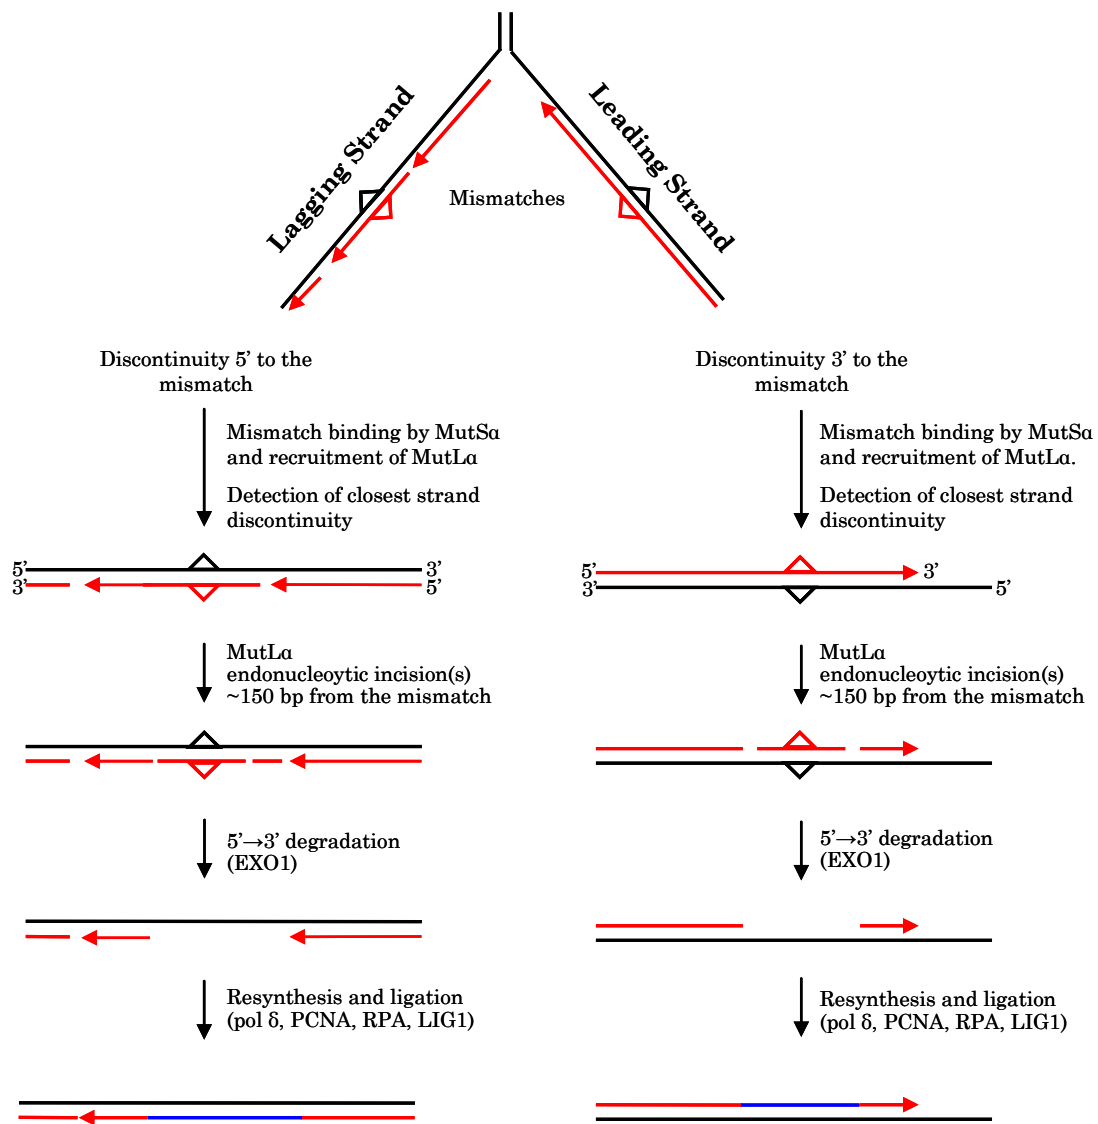 Lagging Strand
Leading Strand
Mismatches
Discontinuity 5’ to the
mismatch
Mismatch binding by MutSα
and recruitment of MutLα
Detection of closest strand
discontinuity
5’
3’
3’
5’
MutLα
endonucleoytic incision(s)
~150 bp from the mismatch
5’→3’ degradation
(EXO1)
Resynthesis and ligation
(pol δ, PCNA, RPA, LIG1)
Discontinuity 3’ to the
mismatch
Mismatch binding by MutSα
and recruitment of MutLα.
Detection of closest strand
discontinuity
5’
3’
3’
5’
MutLα
endonucleoytic incision(s)
~150 bp from the mismatch
5’→3’ degradation
(EXO1)
Resynthesis and ligation
(pol δ, PCNA, RPA, LIG1)